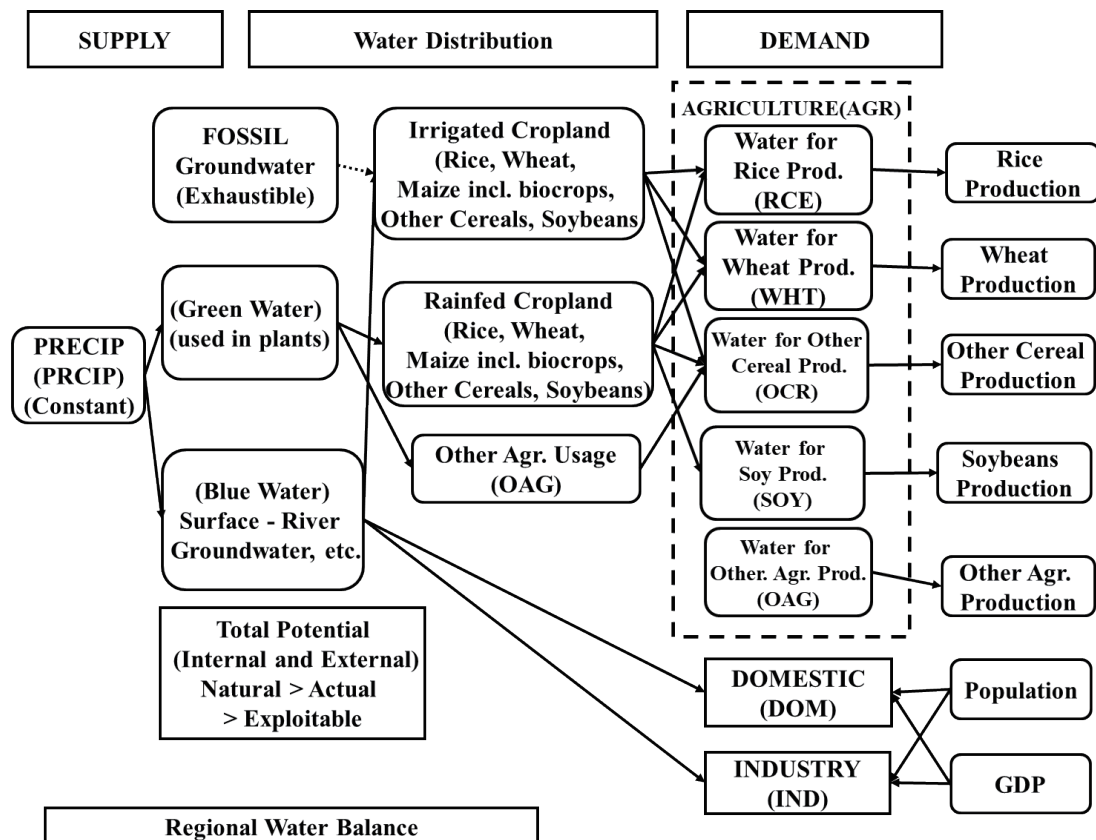 SUPPLY
Water Distribution
DEMAND
FOSSIL
Groundwater
(Exhaustible)
(Green Water)
(used in plants)
PRECIP
(PRCIP)
(Constant)
(Blue Water)
Surface - River
Groundwater, etc.
Total Potential
(Internal and External)
Natural > Actual
> Exploitable
Irrigated Cropland
(Rice, Wheat,
Maize incl. biocrops,
Other Cereals, Soybeans
Rainfed Cropland
(Rice, Wheat,
Maize incl. biocrops,
Other Cereals, Soybeans)
Other Agr. Usage
(OAG)
AGRICULTURE(AGR)
Water for
Rice Prod.
(RCE)
Water for
Wheat Prod.
(WHT)
Water for Other
Cereal Prod.
(OCR)
Water for
Soy Prod.
(SOY)
Water for
Other. Agr. Prod.
(OAG)
DOMESTIC
(DOM)
INDUSTRY
(IND)
Rice
Production
Wheat
Production
Other Cereal
Production
Soybeans
Production
Other Agr.
Production
Population
GDP
Regional Water Balance